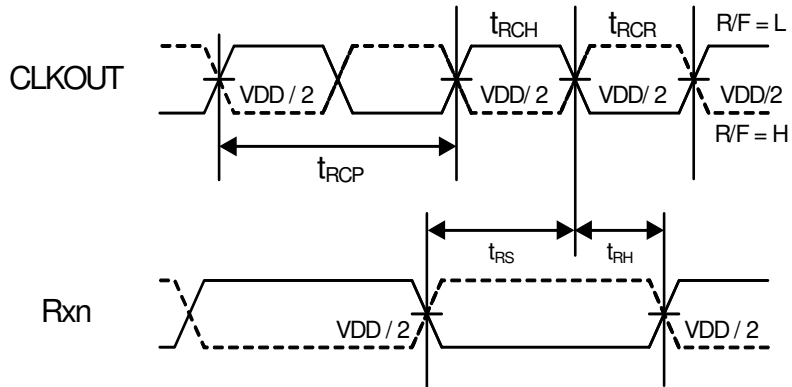 tRCH
tRCR
R/F = L
CLKOUT
VDD / 2
VDD/ 2
VDD/ 2
VDD/2
R/F = H
tRCP
tRS
tRH
Rxn
VDD / 2
VDD / 2